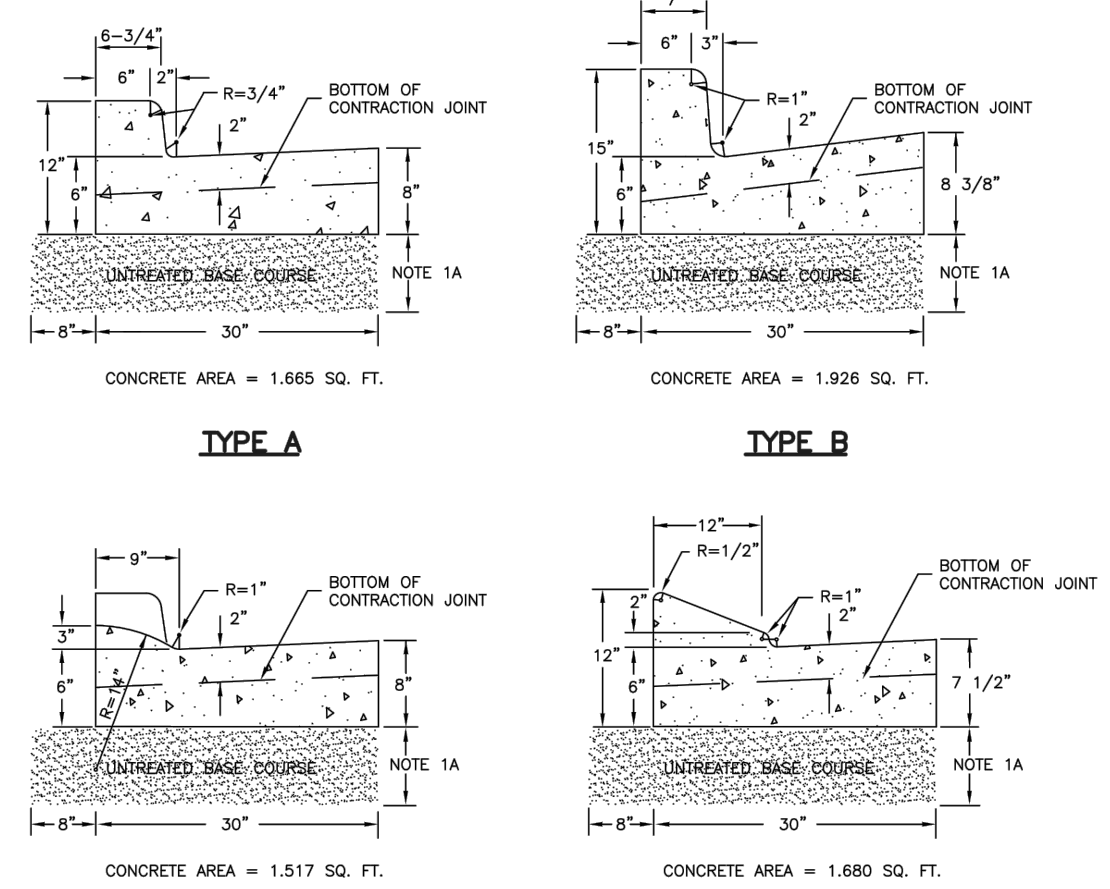 6-3/4"
6" 2"
R=3/4"
BOTTOM OF
CONTRACTION JOINT
2"
12"
6"
8"
UNTREATED BASE COURSE
NOTE 1A
8" 30"
CONCRETE AREA = 1.665 SQ. FT.
TYPE A
6" 3"
R=1"
BOTTOM OF
CONTRACTION JOINT
2"
15"
6"
8 3/8"
UNTREATED BASE COURSE
NOTE 1A
8" 30"
CONCRETE AREA = 1.926 SQ. FT.
TYPE B
9"
R=1"
BOTTOM OF
CONTRACTION JOINT
2"
3"
6"
R=14"
8"
UNTREATED BASE COURSE
NOTE 1A
8" 30"
CONCRETE AREA = 1.517 SQ. FT.
12"
R=1/2"
BOTTOM OF
CONTRACTION JOINT
R=1"
2"
2"
12"
6"
7 1/2"
UNTREATED BASE COURSE
NOTE 1A
8" 30"
CONCRETE AREA = 1.680 SQ. FT.